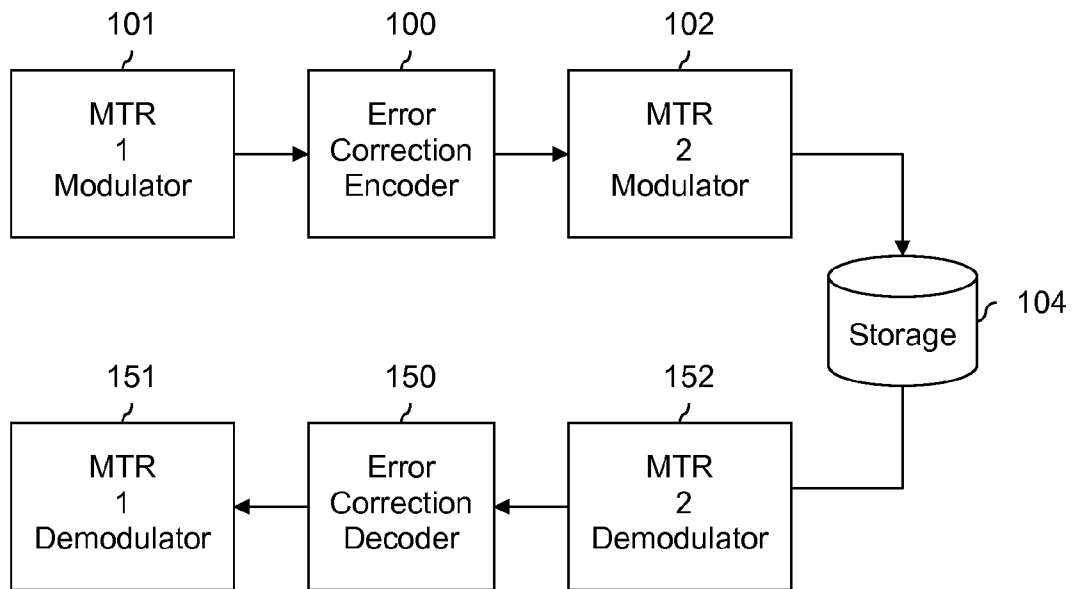 101
100
102
MTR
1
Modulator
Error
Correction
Encoder
MTR
2
Modulator
104
Storage
151
150
152
MTR
1
Demodulator
Error
Correction
Decoder
MTR
2
Demodulator